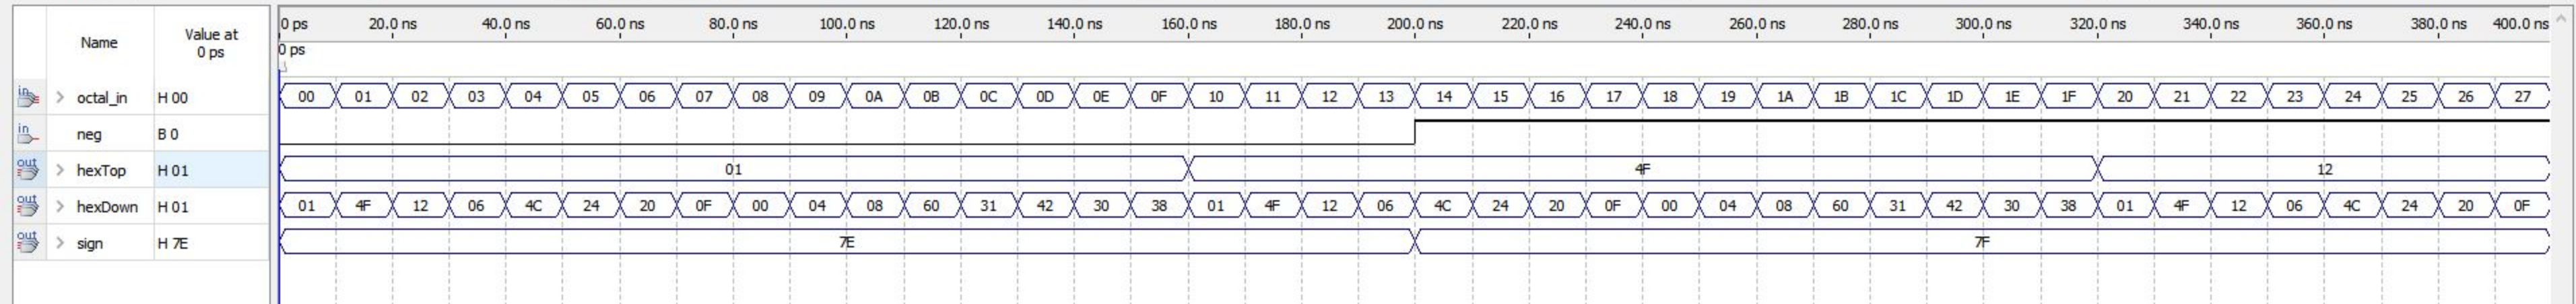 Name Value at 0 ps 0 ps 20.0 ns 40.0 ns 60.0 ns 80.0 ns 100.0 ns 120.0 ns 140.0 ns 160.0 ns 180.0 ns 200.0 ns 220.0 ns 240.0 ns 260.0 ns 280.0 ns 300.0 ns 320.0 ns 340.0 ns 360.0 ns 380.0 ns 400.0 ns
0 ps
in octal_in H 00 00 01 02 03 04 05 06 07 08 09 0A 0B 0C 0D 0E 0F 10 11 12 13 14 15 16 17 18 19 1A 1B 1C 1D 1E 1F 20 21 22 23 24 25 26 27
in neg B 0
out hexTop H 01 01 4F 12
out hexDown H 01 01 4F 12 06 4C 24 20 0F 00 04 08 60 31 42 30 38 01 4F 12 06 4C 24 20 0F 00 04 08 60 31 42 30 38 01 4F 12 06 4C 24 20 0F
out sign H 7E 7E 7F